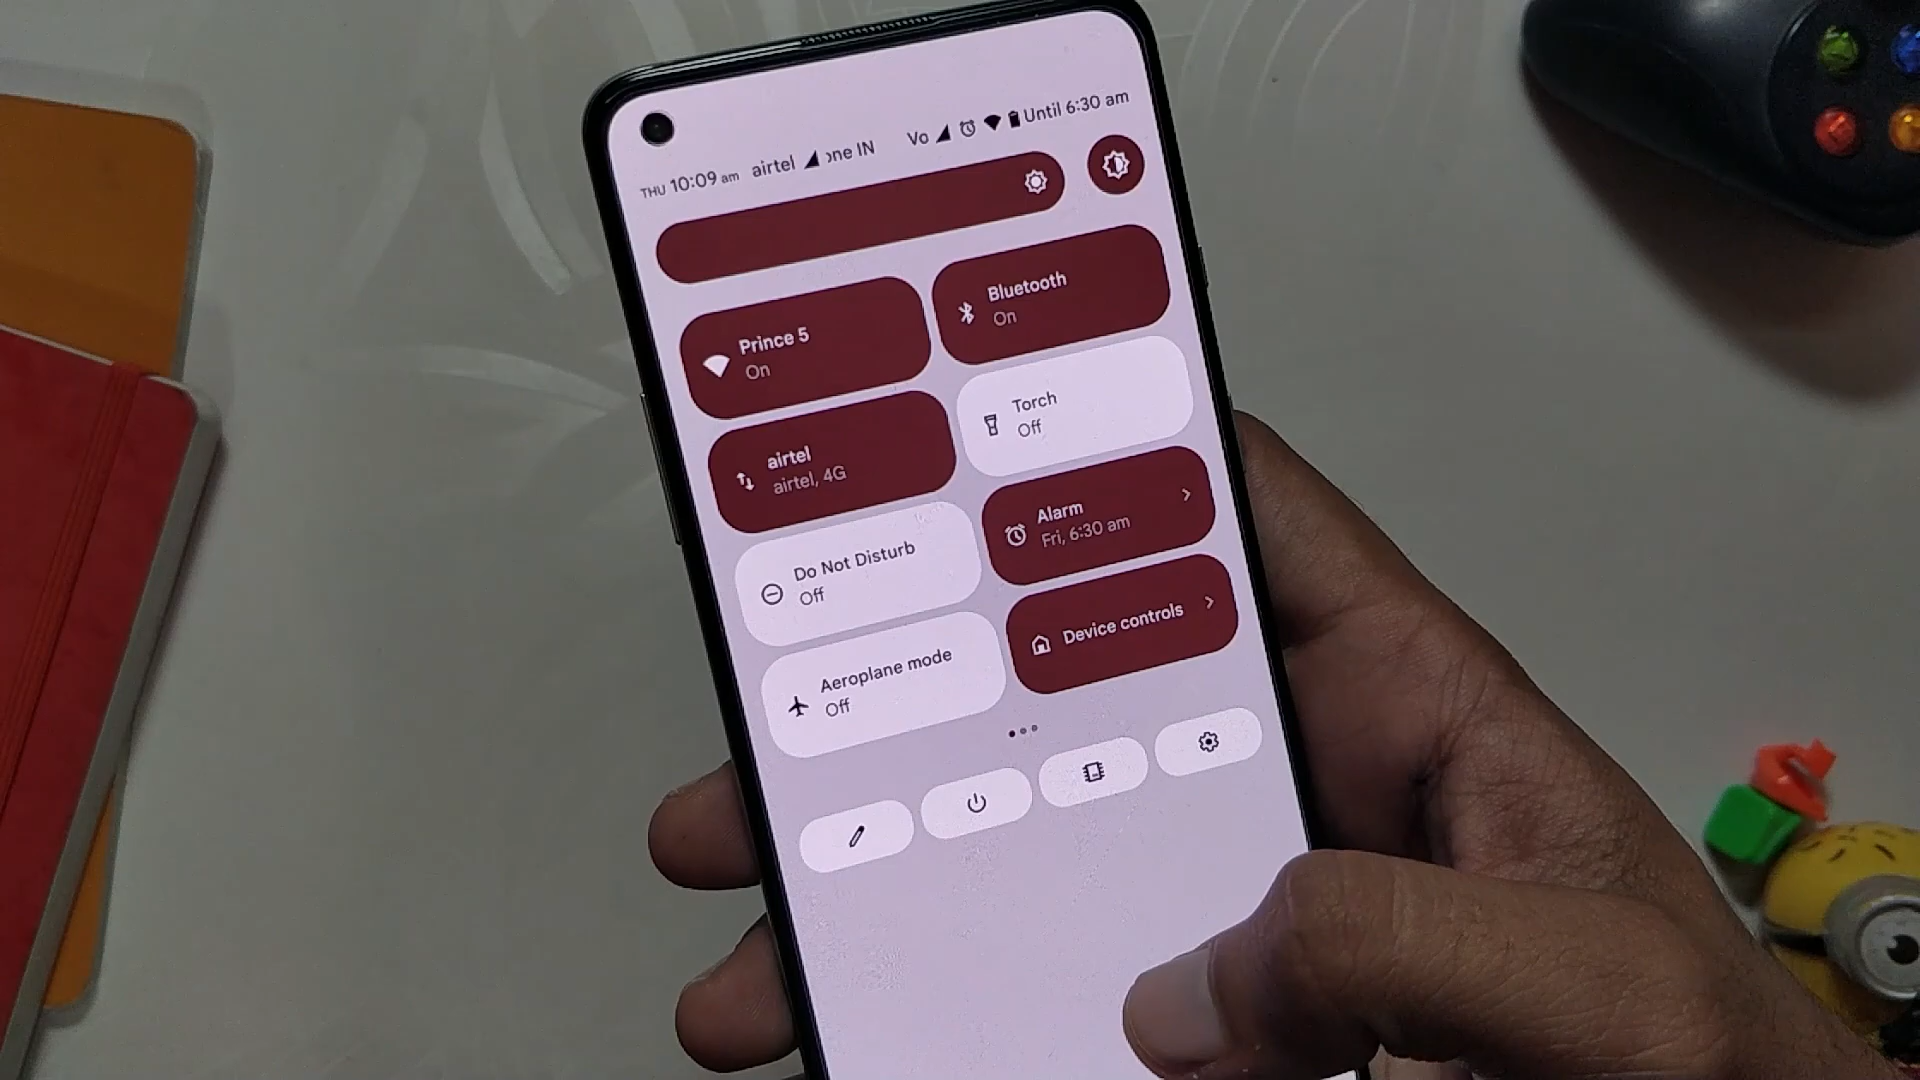 THU 10:09 am airtel one IN Vo Until 6:30 am
Prince 5
On
Bluetooth
On
airtel
airtel, 4G
Torch
Off
Do Not Disturb
Off
Alarm
Fri, 6:30 am
Aeroplane mode
Off
Device controls